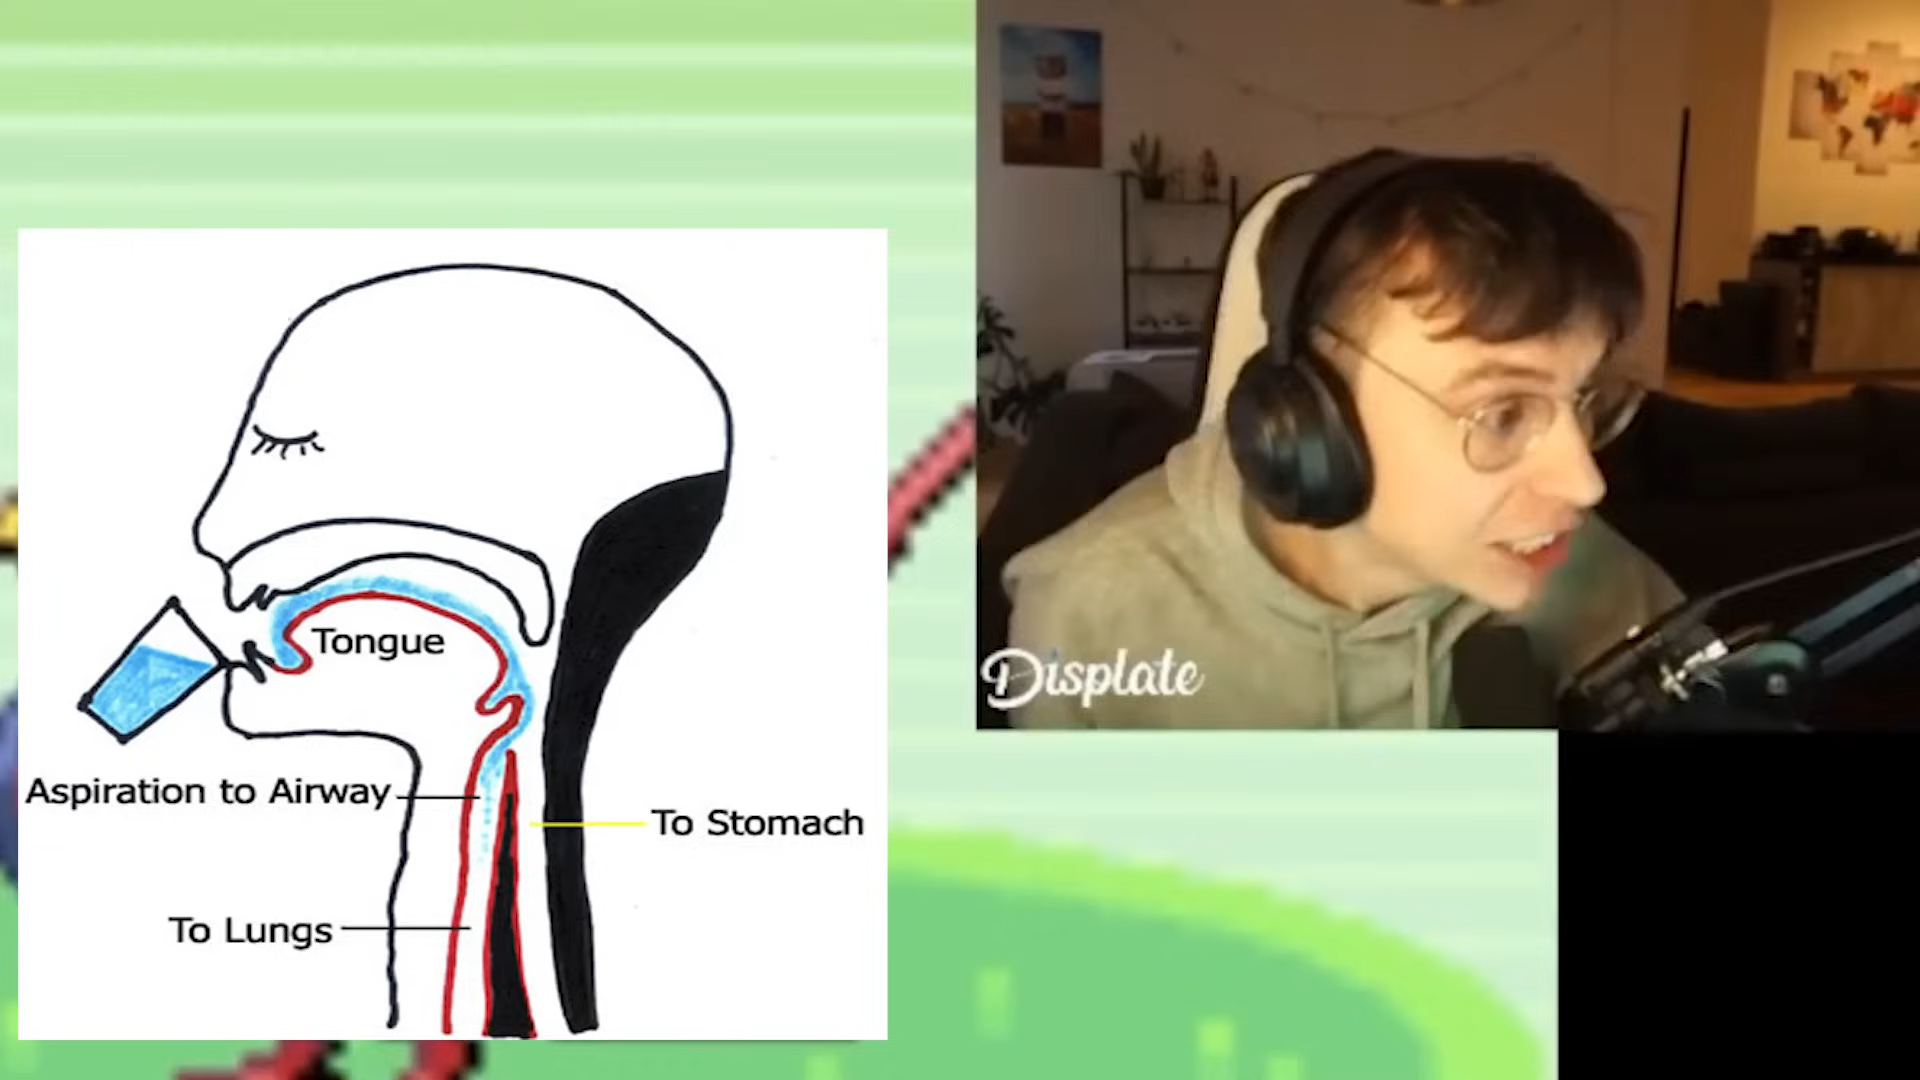 Tongue
Aspiration to Airway
To Stomach
To Lungs
Displate